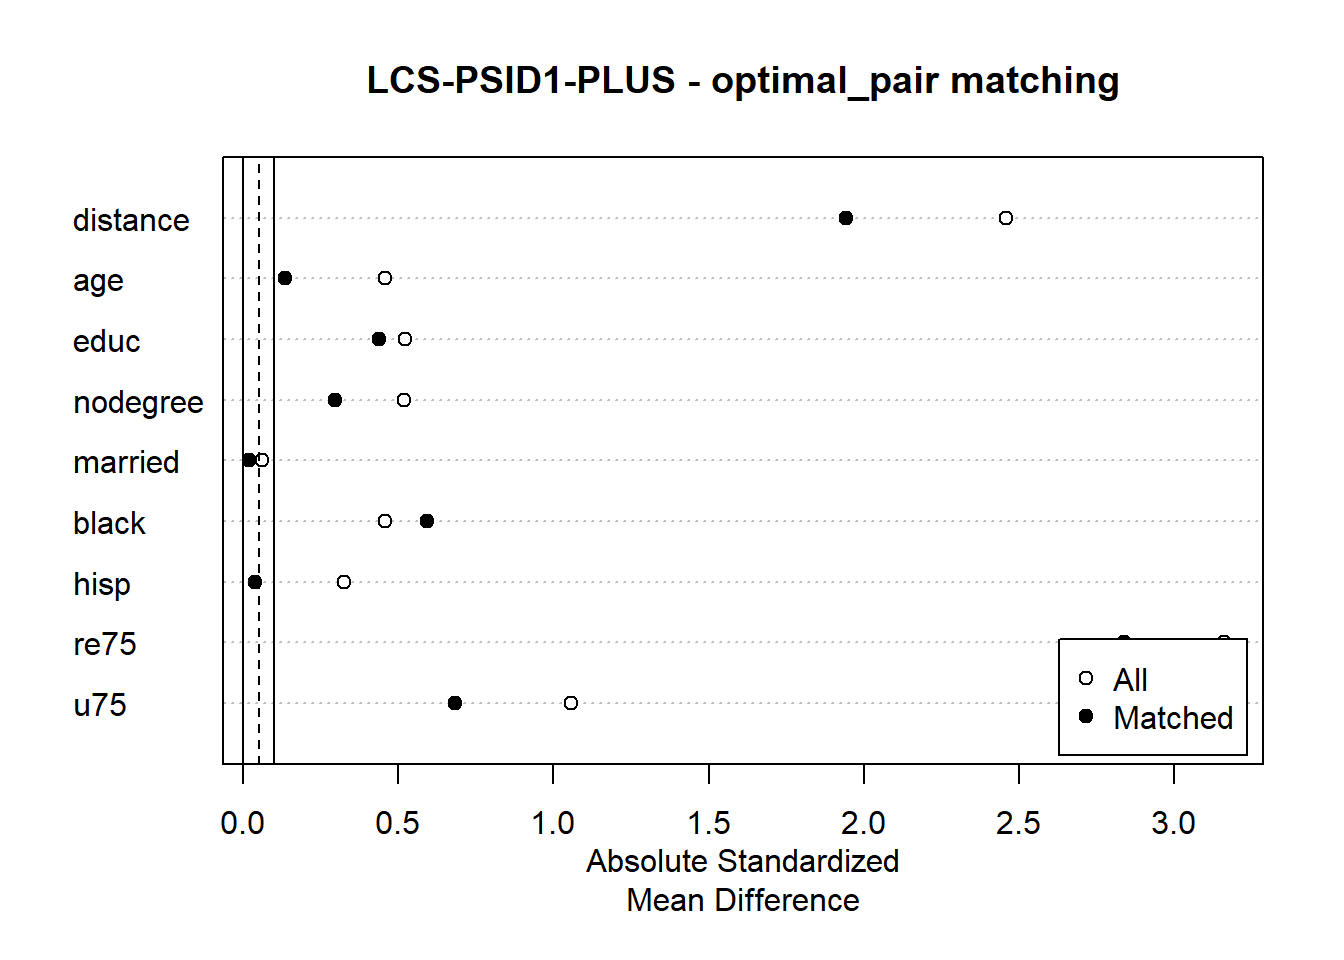 LCS-PSID1-PLUS - optimal_pair matching
distance
age
educ
nodegree
married
black
hisp
re75
u75
All
Matched
0.0 0.5 1.0 1.5 2.0 2.5 3.0
Absolute Standardized
Mean Difference